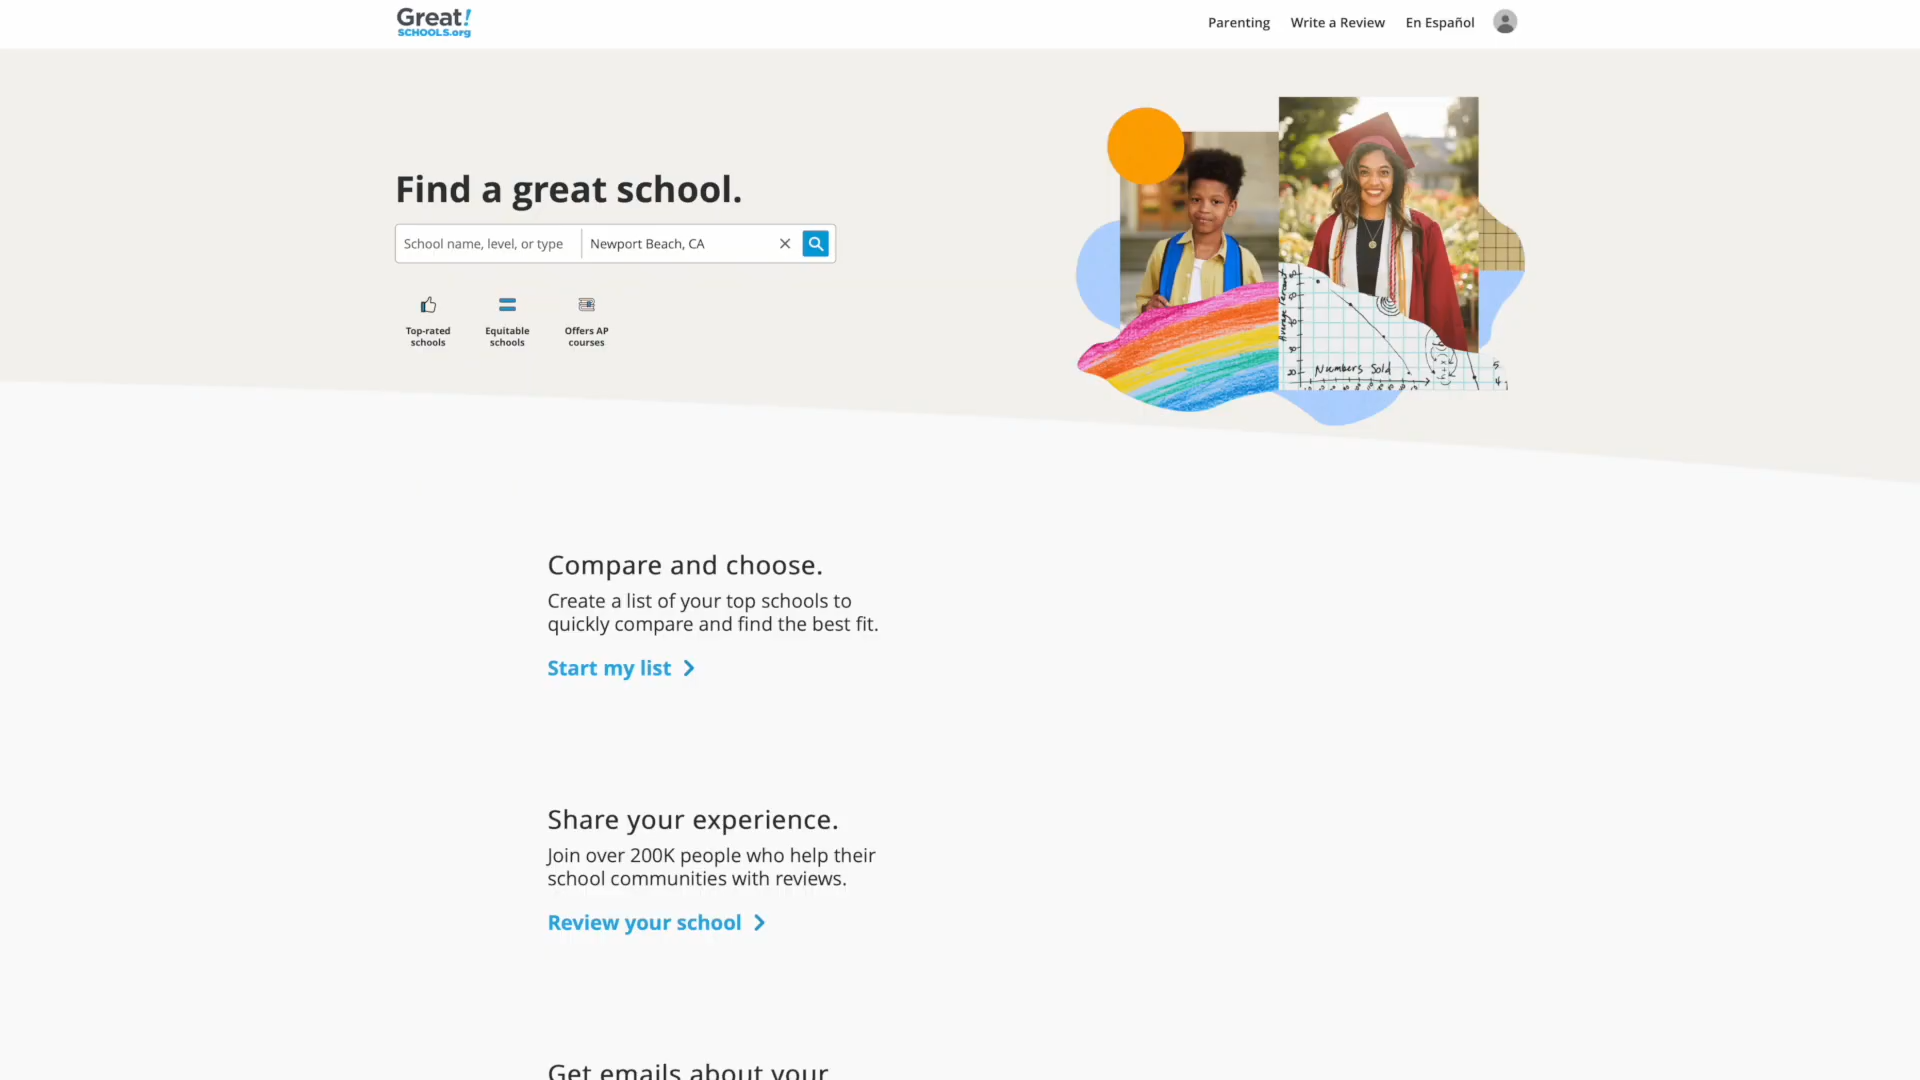 Great!
SCHOOLS.org
Parenting
Write a Review
En Español
Find a great school.
School name, level, or type
Newport Beach, CA
Top-rated
schools
Equitable
schools
Offers AP
courses
Numbers Sold
Compare and choose.
Create a list of your top schools to
quickly compare and find the best fit.
Start my list
Share your experience.
Join over 200K people who help their
school communities with reviews.
Review your school
Get emails about your